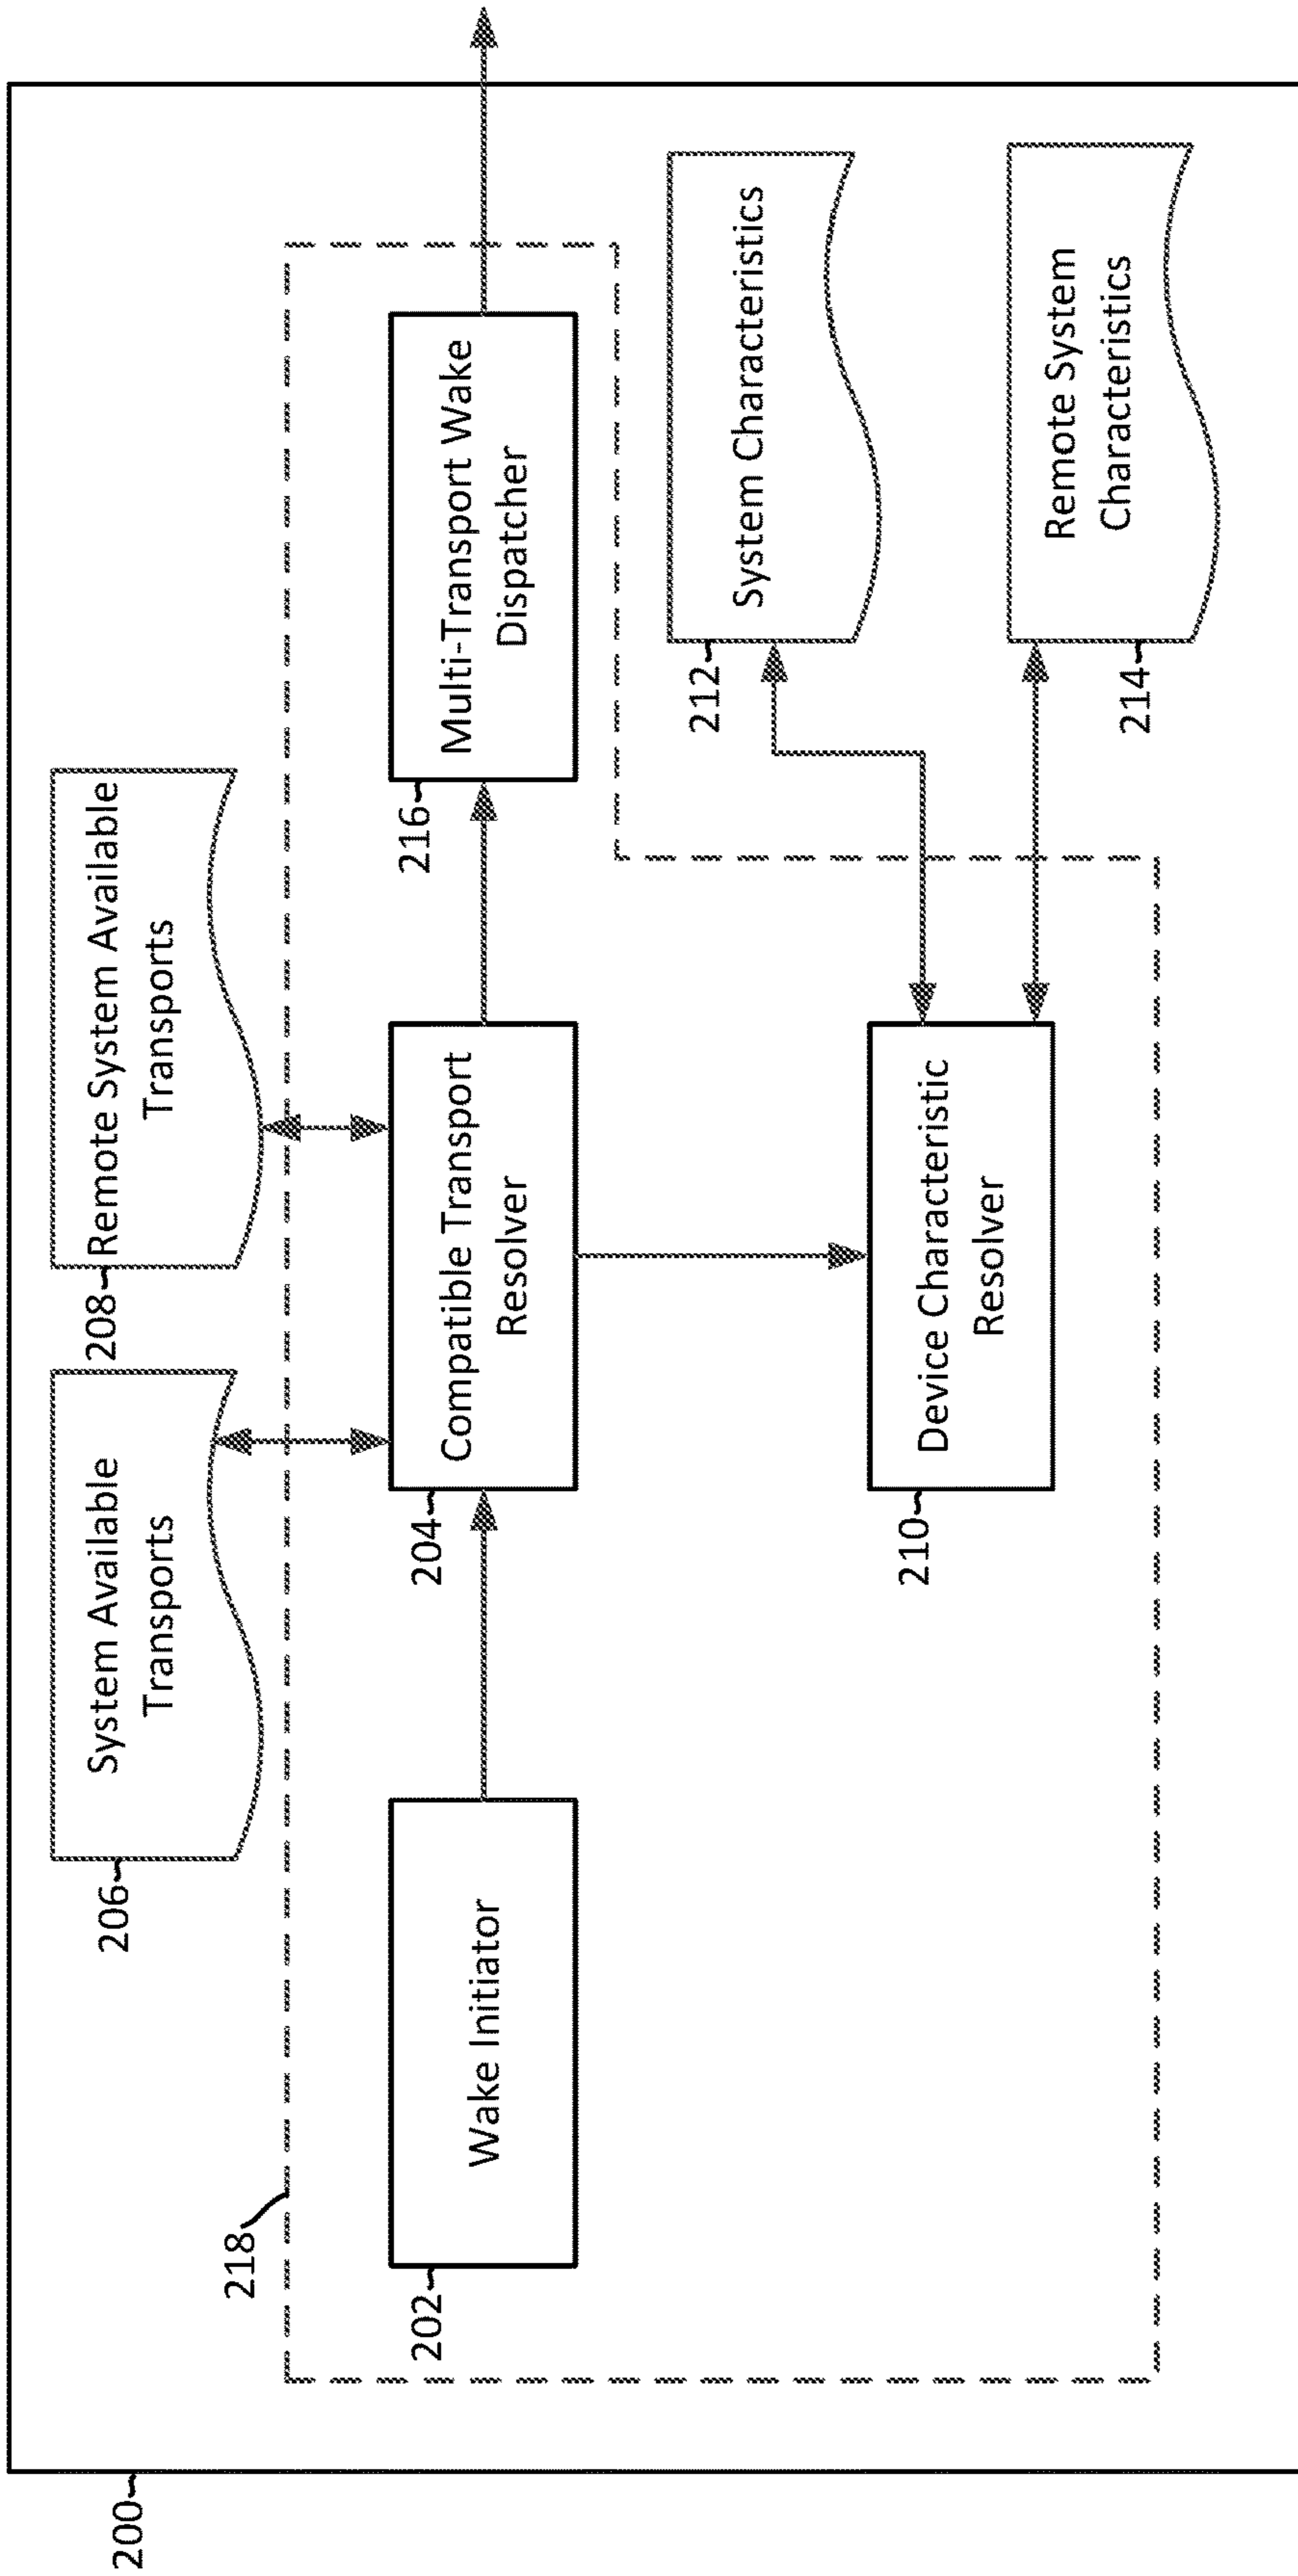 200
218
206
System Available
Transports
208
Remote System Available
Transports
202
Wake Initiator
204
Compatible Transport
Resolver
216
Multi-Transport Wake
Dispatcher
210
Device Characteristic
Resolver
212
System Characteristics
214
Remote System
Characteristics